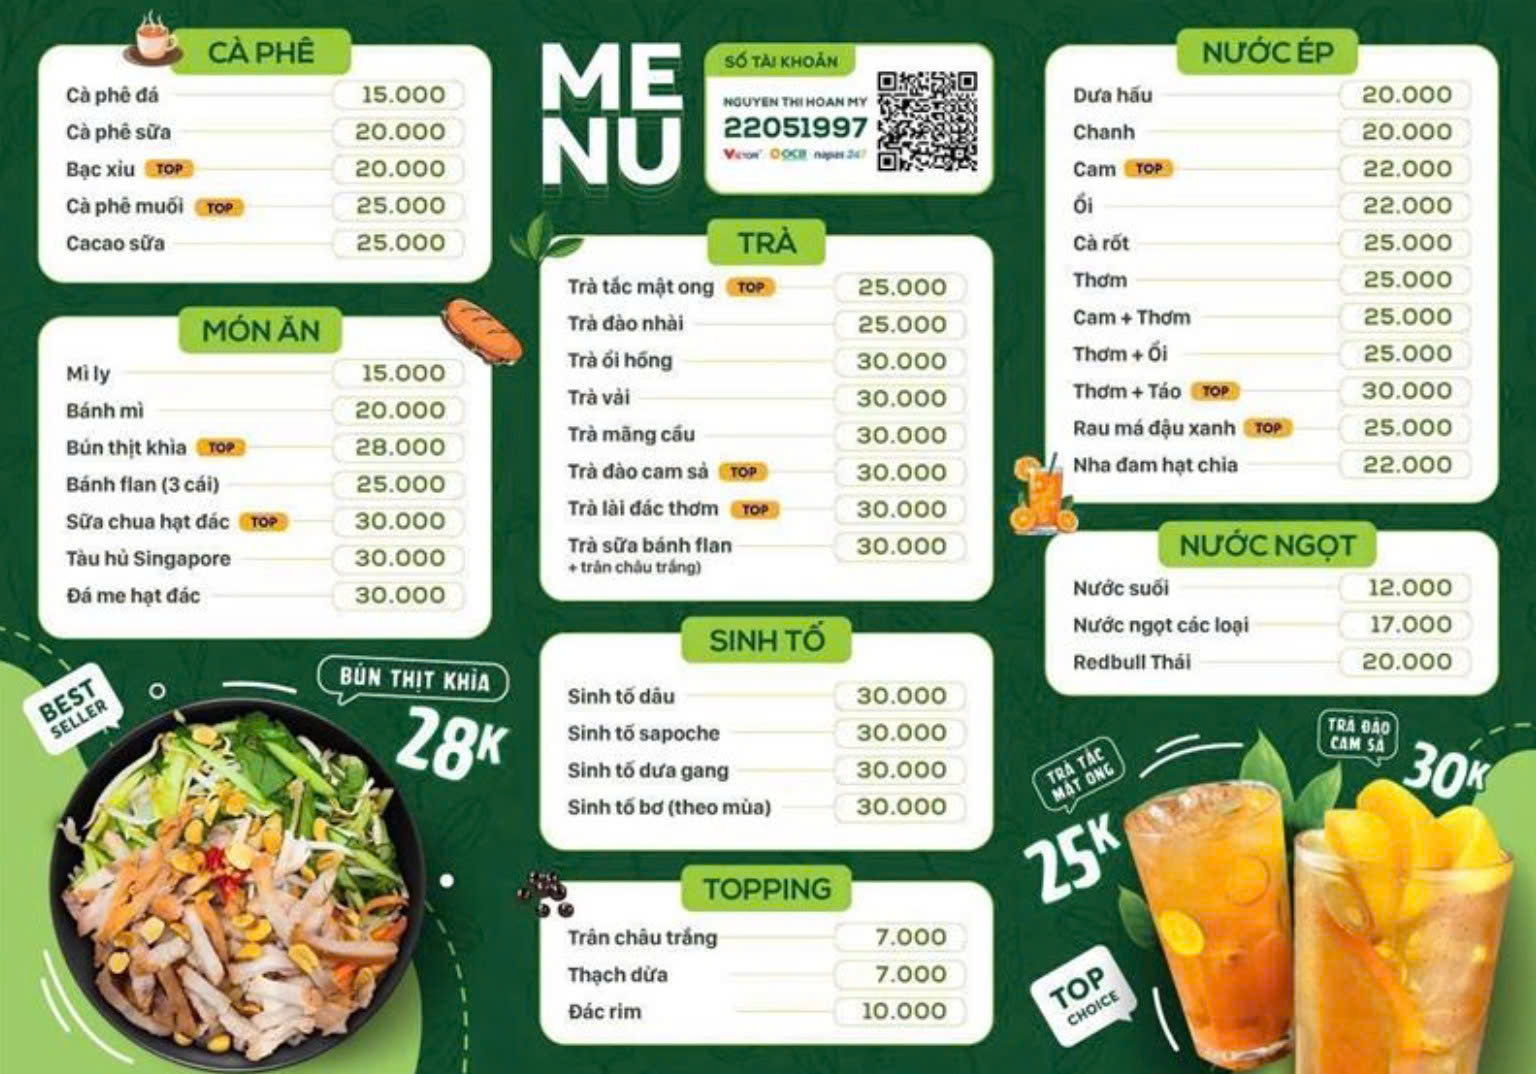 CÀ PHÊ
Cà phê đá 15.000
Cà phê sữa 20.000
Bạc xỉu TOP 20.000
Cà phê muối TOP 25.000
Cacao sữa 25.000
MÓN ĂN
Mì ly 15.000
Bánh mì 20.000
Bún thịt khìa TOP 28.000
Bánh flan (3 cái) 25.000
Sữa chua hạt đác TOP 30.000
Tàu hủ Singapore 30.000
Đá me hạt đác 30.000
BEST
SELLER
BÚN THỊT KHÌA
28K
ME
NU
SỐ TÀI KHOẢN
NGUYEN THI HOAN MY
22051997
OCB napas 247
TRÀ
Trà tắc mật ong TOP 25.000
Trà đào nhài 25.000
Trà ổi hồng 30.000
Trà vải 30.000
Trà mãng cầu 30.000
Trà đào cam sả TOP 30.000
Trà lài đác thơm TOP 30.000
Trà sữa bánh flan 30.000
+ trân châu trắng)
SINH TỐ
Sinh tố dâu 30.000
Sinh tố sapoche 30.000
Sinh tố dưa gang 30.000
Sinh tố bơ (theo mùa) 30.000
TOPPING
Trân châu trắng 7.000
Thạch dừa 7.000
Đác rim 10.000
NƯỚC ÉP
Dưa hấu 20.000
Chanh 20.000
Cam TOP 22.000
Ổi 22.000
Cà rốt 25.000
Thơm 25.000
Cam + Thơm 25.000
Thơm + Ổi 25.000
Thơm + Táo TOP 30.000
Rau má đậu xanh TOP 25.000
Nha đam hạt chia 22.000
NƯỚC NGỌT
Nước suối 12.000
Nước ngọt các loại 17.000
Redbull Thái 20.000
TRÀ TẮC
MẬT ONG
25K
TRÀ ĐÀO
CAM SẢ
30K
TOP
CHOICE